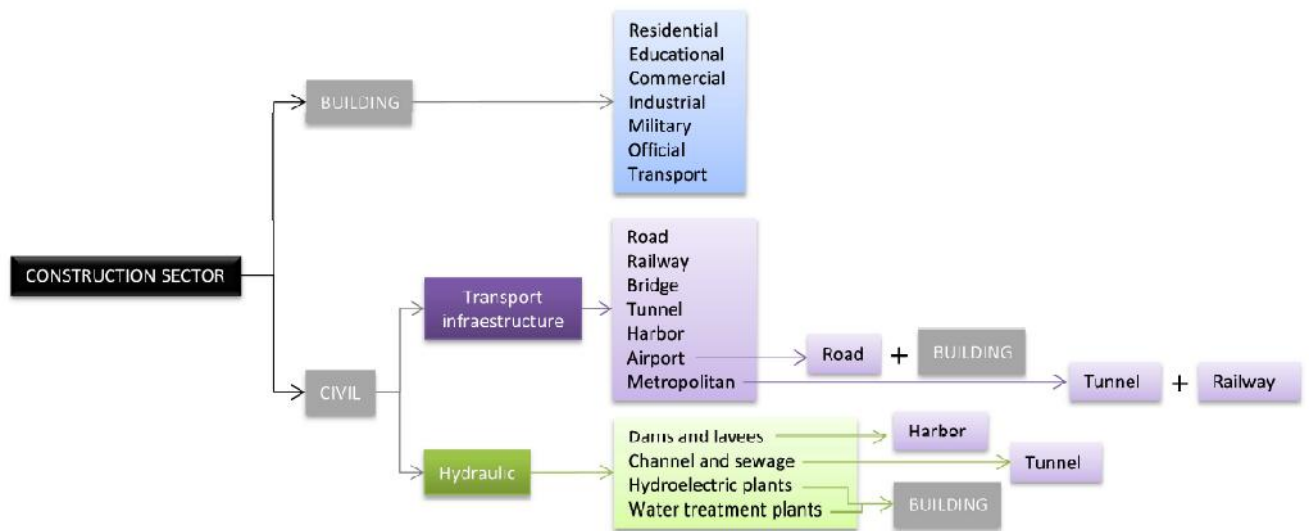 Residential
Educational
Commercial
Industrial
Military
Official
Transport
BUILDING
CONSTRUCTION SECTOR
CIVIL
Transport
infraestructure
Road
Railway
Bridge
Tunnel
Harbor
Airport
Metropolitan
Road + BUILDING
Tunnel + Railway
Hydraulic
Dams and lavees
Channel and sewage
Hydroelectric plants
Water treatment plants
Harbor
Tunnel
BUILDING